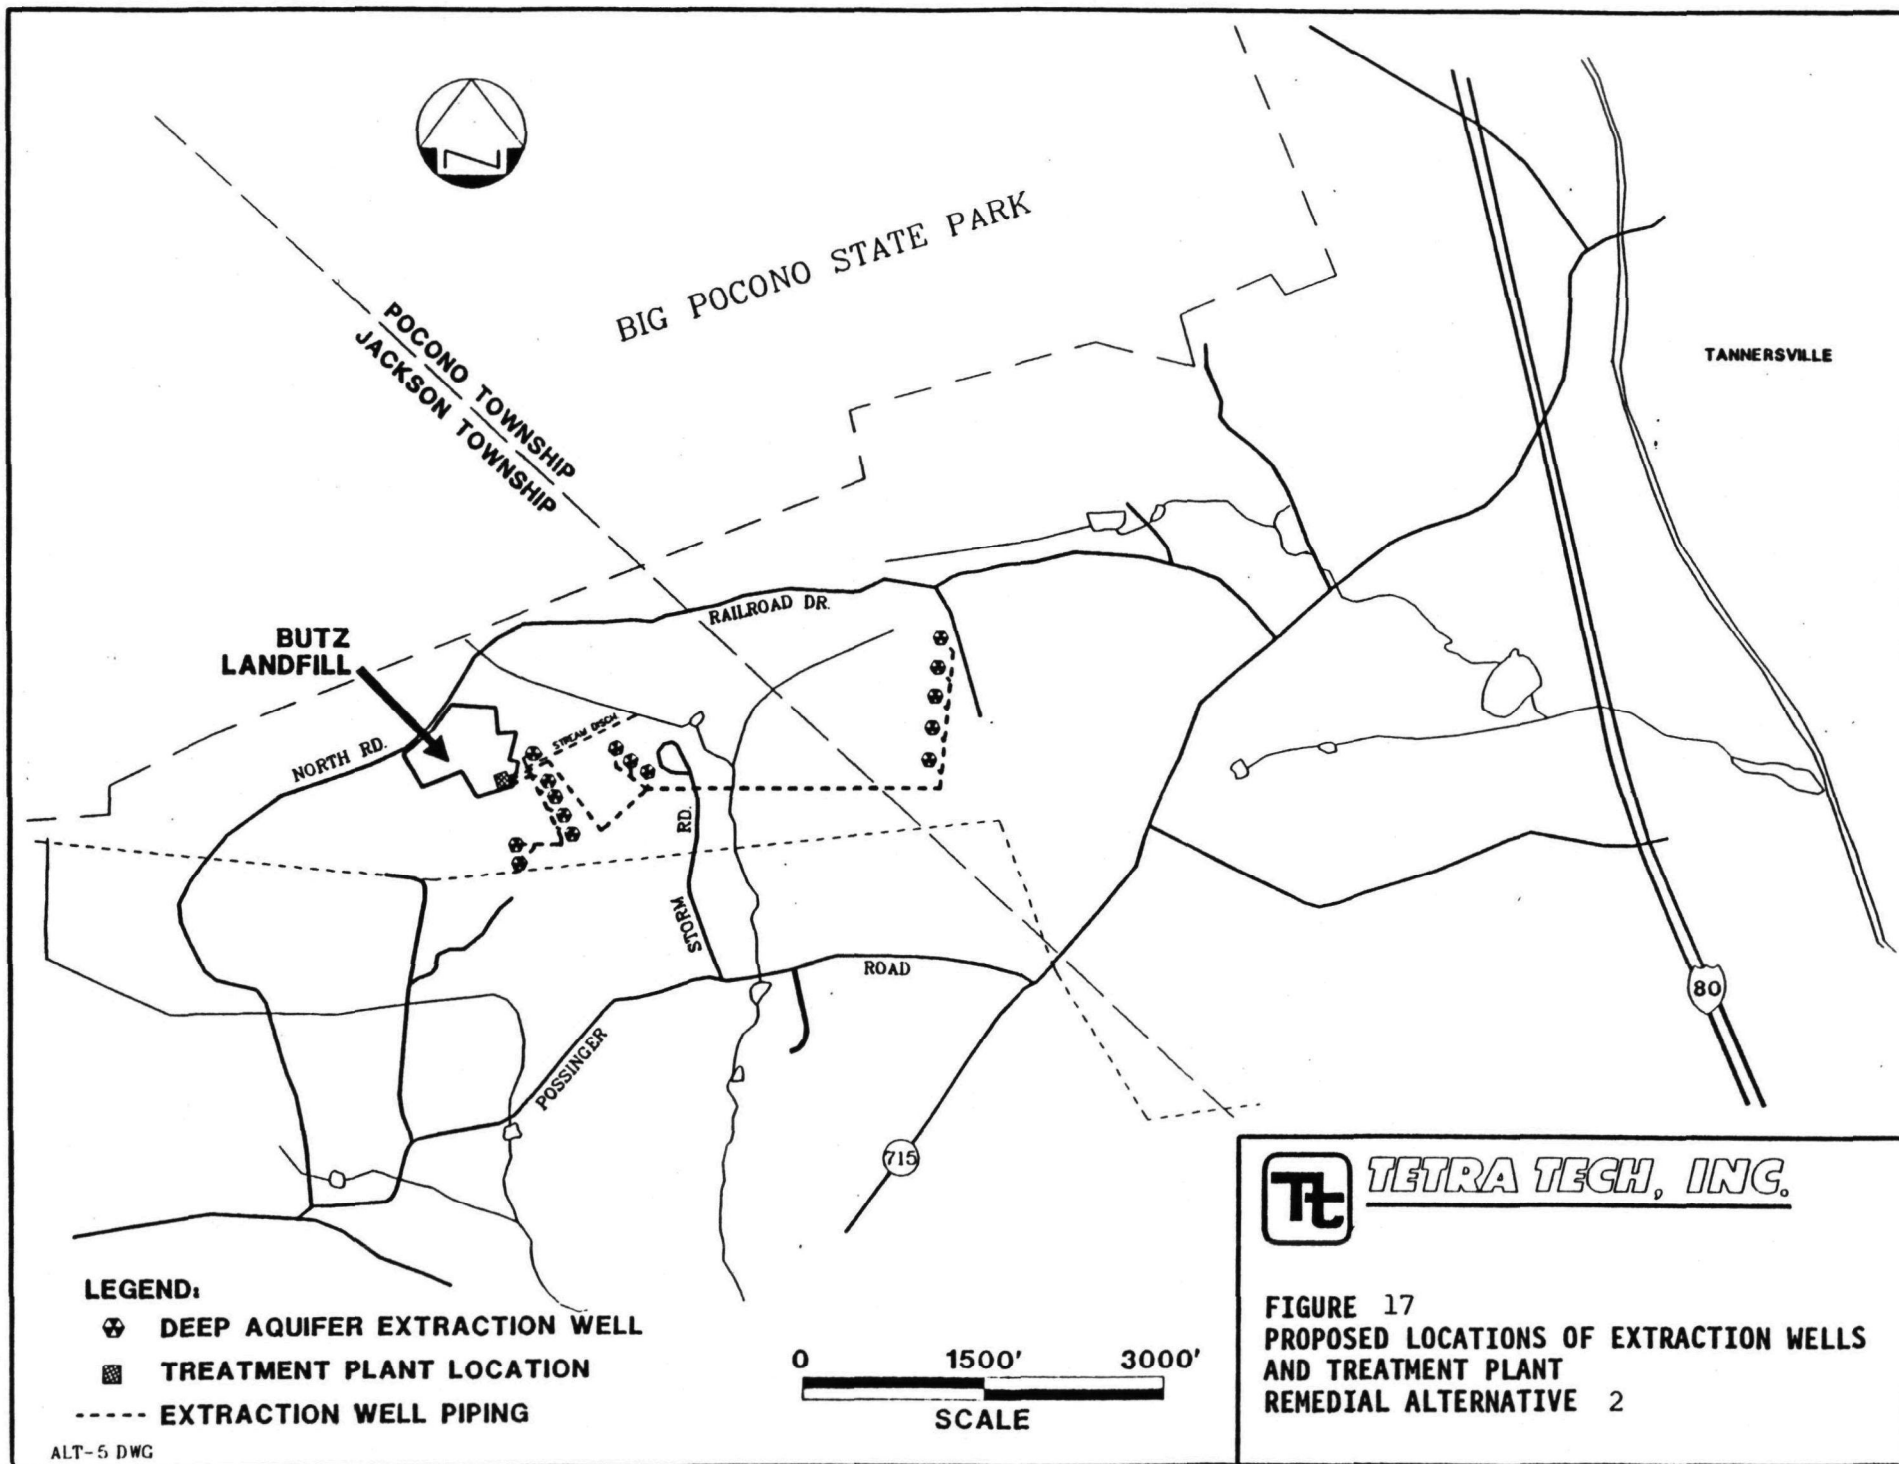 BIG POCONO STATE PARK
POCONO TOWNSHIP
JACKSON TOWNSHIP
TANNERSVILLE
RAILROAD DR.
BUTZ
LANDFILL
NORTH RD.
STREAM DISCH.
STORM RD.
POSSINGER ROAD
80
715
N
LEGEND:
DEEP AQUIFER EXTRACTION WELL
TREATMENT PLANT LOCATION
EXTRACTION WELL PIPING
ALT-5 DWG
0 1500' 3000'
SCALE
Tt TETRA TECH, INC.
FIGURE 17
PROPOSED LOCATIONS OF EXTRACTION WELLS
AND TREATMENT PLANT
REMEDIAL ALTERNATIVE 2